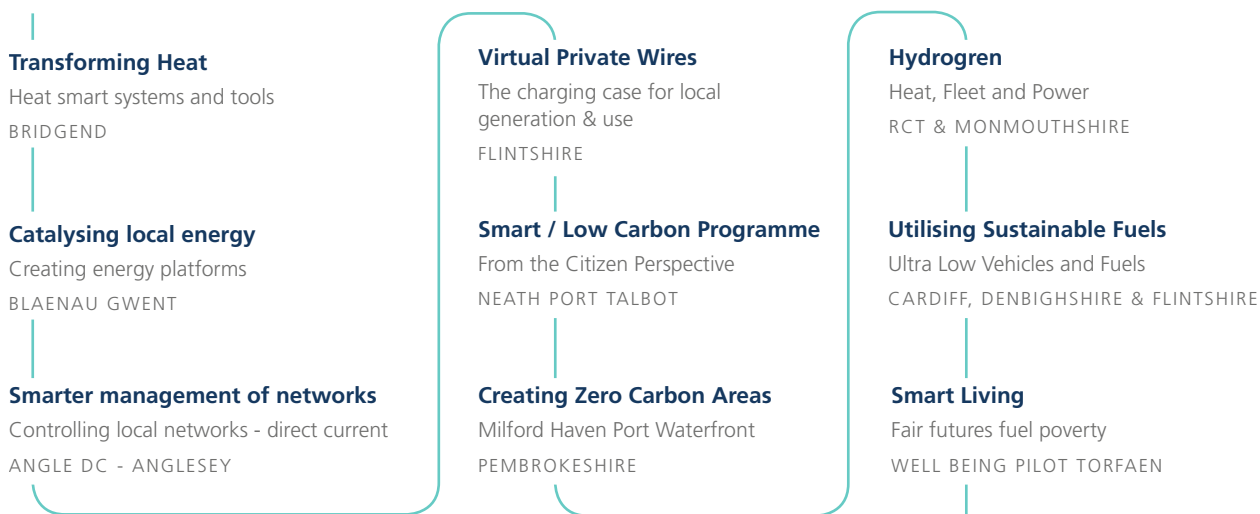 Transforming Heat
Heat smart systems and tools
BRIDGEND
Catalysing local energy
Creating energy platforms
BLAENAU GWENT
Smarter management of networks
Controlling local networks - direct current
ANGLE DC - ANGLESEY
Virtual Private Wires
The charging case for local
generation & use
FLINTSHIRE
Smart / Low Carbon Programme
From the Citizen Perspective
NEATH PORT TALBOT
Creating Zero Carbon Areas
Milford Haven Port Waterfront
PEMBROKESHIRE
Hydrogren
Heat, Fleet and Power
RCT & MONMOUTHSHIRE
Utilising Sustainable Fuels
Ultra Low Vehicles and Fuels
CARDIFF, DENBIGHSHIRE & FLINTSHIRE
Smart Living
Fair futures fuel poverty
WELL BEING PILOT TORFAEN